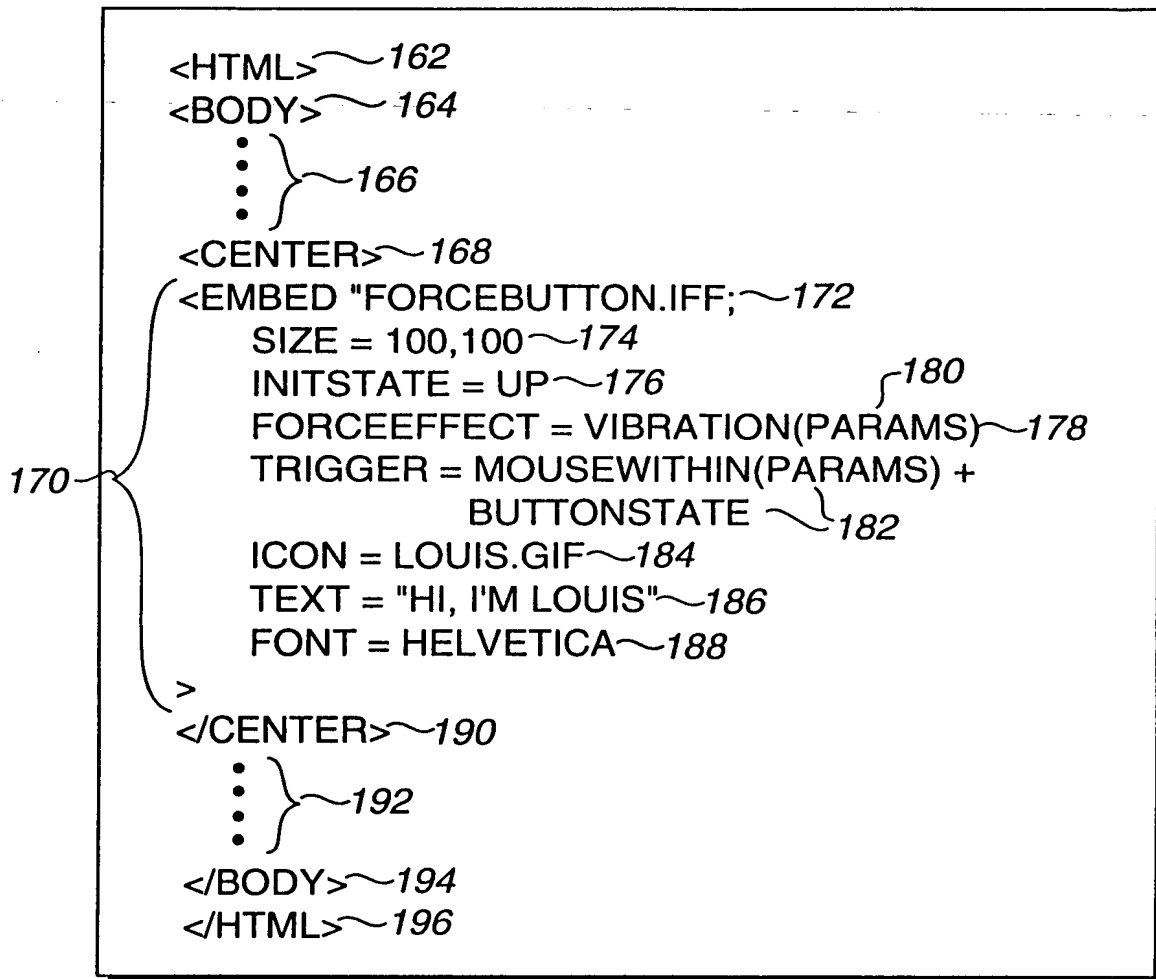 <HTML> 162
<BODY> 164
166
<CENTER> 168
<EMBED "FORCEBUTTON.IFF; 172
SIZE = 100,100 174
INITSTATE = UP 176
180
FORCEEFFECT = VIBRATION(PARAMS) 178
170
TRIGGER = MOUSEWITHIN(PARAMS) +
BUTTONSTATE 182
ICON = LOUIS.GIF 184
TEXT = "HI, I'M LOUIS" 186
FONT = HELVETICA 188
>
</CENTER> 190
192
</BODY> 194
</HTML> 196